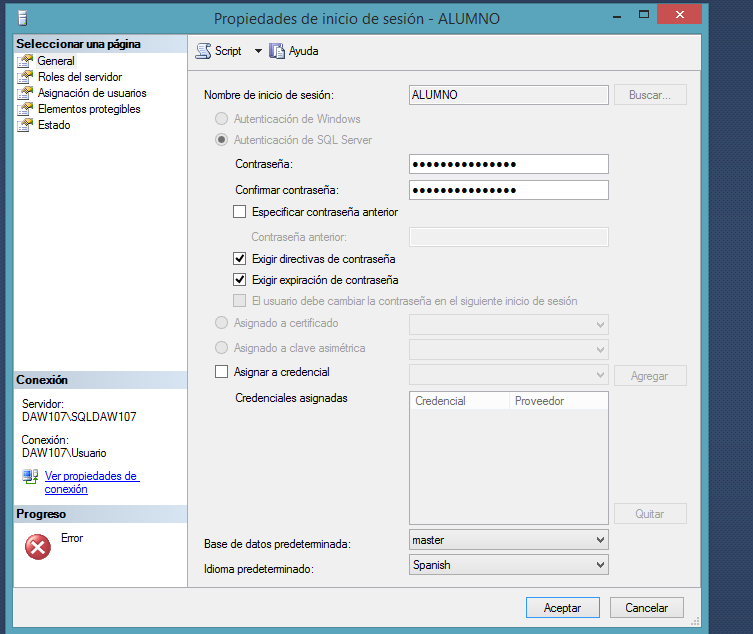 Propiedades de inicio de sesión - ALUMNO
Seleccionar una página
General
Roles del servidor
Asignación de usuarios
Elementos protegibles
Estado
Script
Ayuda
Nombre de inicio de sesión:
ALUMNO
Buscar...
Autenticación de Windows
Autenticación de SQL Server
Contraseña:
●●●●●●●●●●●●●●●
Confirmar contraseña:
●●●●●●●●●●●●●●●
Especificar contraseña anterior
Contraseña anterior:
Exigir directivas de contraseña
Exigir expiración de contraseña
El usuario debe cambiar la contraseña en el siguiente inicio de sesión
Asignado a certificado
Asignado a clave asimétrica
Asignar a credencial
Agregar
Credenciales asignadas
Credencial
Proveedor
Quitar
Base de datos predeterminada:
master
Idioma predeterminado:
Spanish
Conexión
Servidor:
DAW107\SQLDAW107
Conexión:
DAW107\Usuario
Ver propiedades de
conexión
Progreso
Error
Aceptar
Cancelar